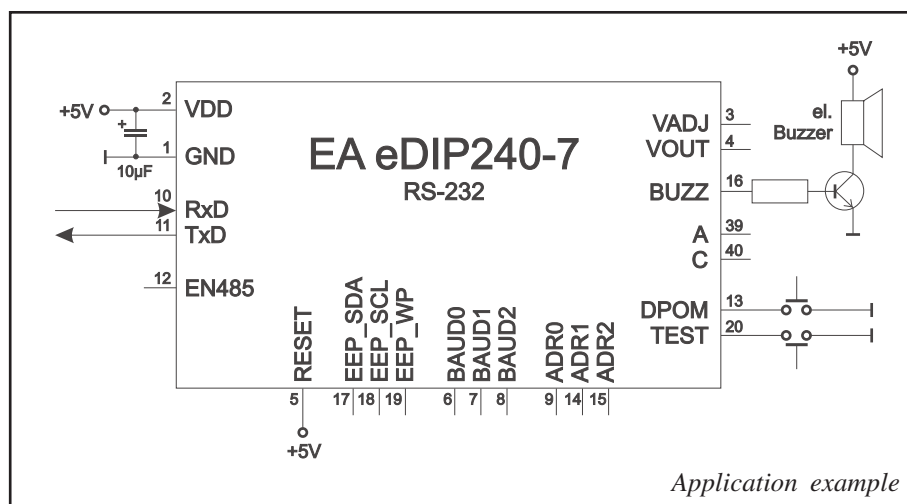 +5V
2
VDD
+
1
GND
10µF
10
RxD
11
TxD
12
EN485
EA eDIP240-7
RS-232
+5V
el.
Buzzer
VADJ
3
VOUT
4
BUZZ
16
A
39
C
40
DPOM
13
TEST
20
RESET
EEP_SDA
EEP_SCL
EEP_WP
BAUD0
BAUD1
BAUD2
ADR0
ADR1
ADR2
5
17
18
19
6
7
8
9
14
15
+5V
Application example